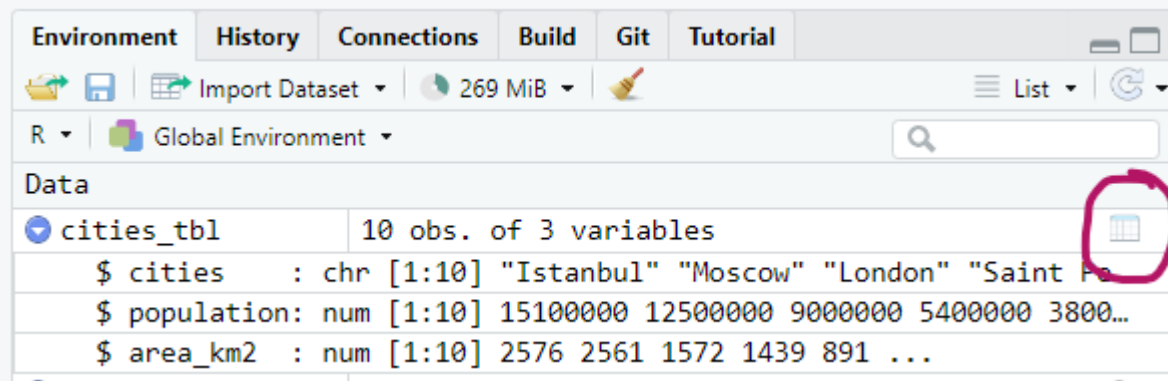 Environment History Connections Build Git Tutorial
Import Dataset 269 MiB List
R Global Environment
Data
cities_tbl 10 obs. of 3 variables
$ cities : chr [1:10] "Istanbul" "Moscow" "London" "Saint Pe…
$ population: num [1:10] 15100000 12500000 9000000 5400000 3800…
$ area_km2 : num [1:10] 2576 2561 1572 1439 891 ...